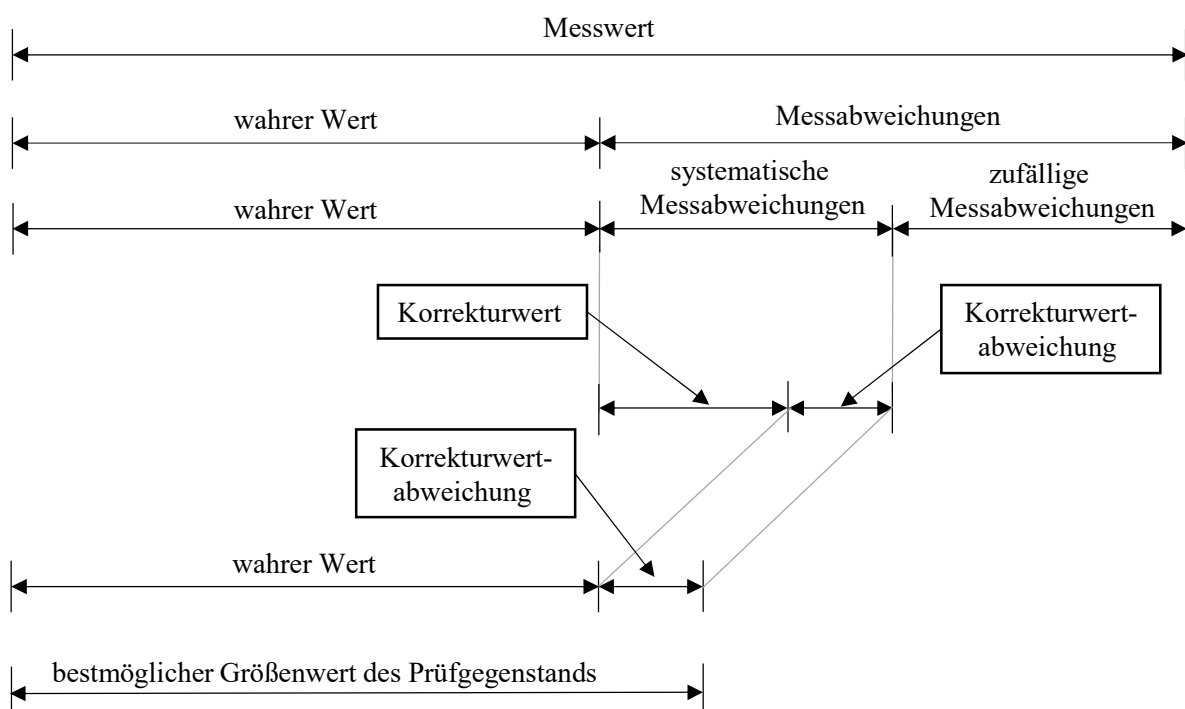 Messwert
wahrer Wert
Messabweichungen
wahrer Wert
systematische
Messabweichungen
zufällige
Messabweichungen
Korrekturwert
Korrekturwert-
abweichung
Korrekturwert-
abweichung
wahrer Wert
bestmöglicher Größenwert des Prüfgegenstands